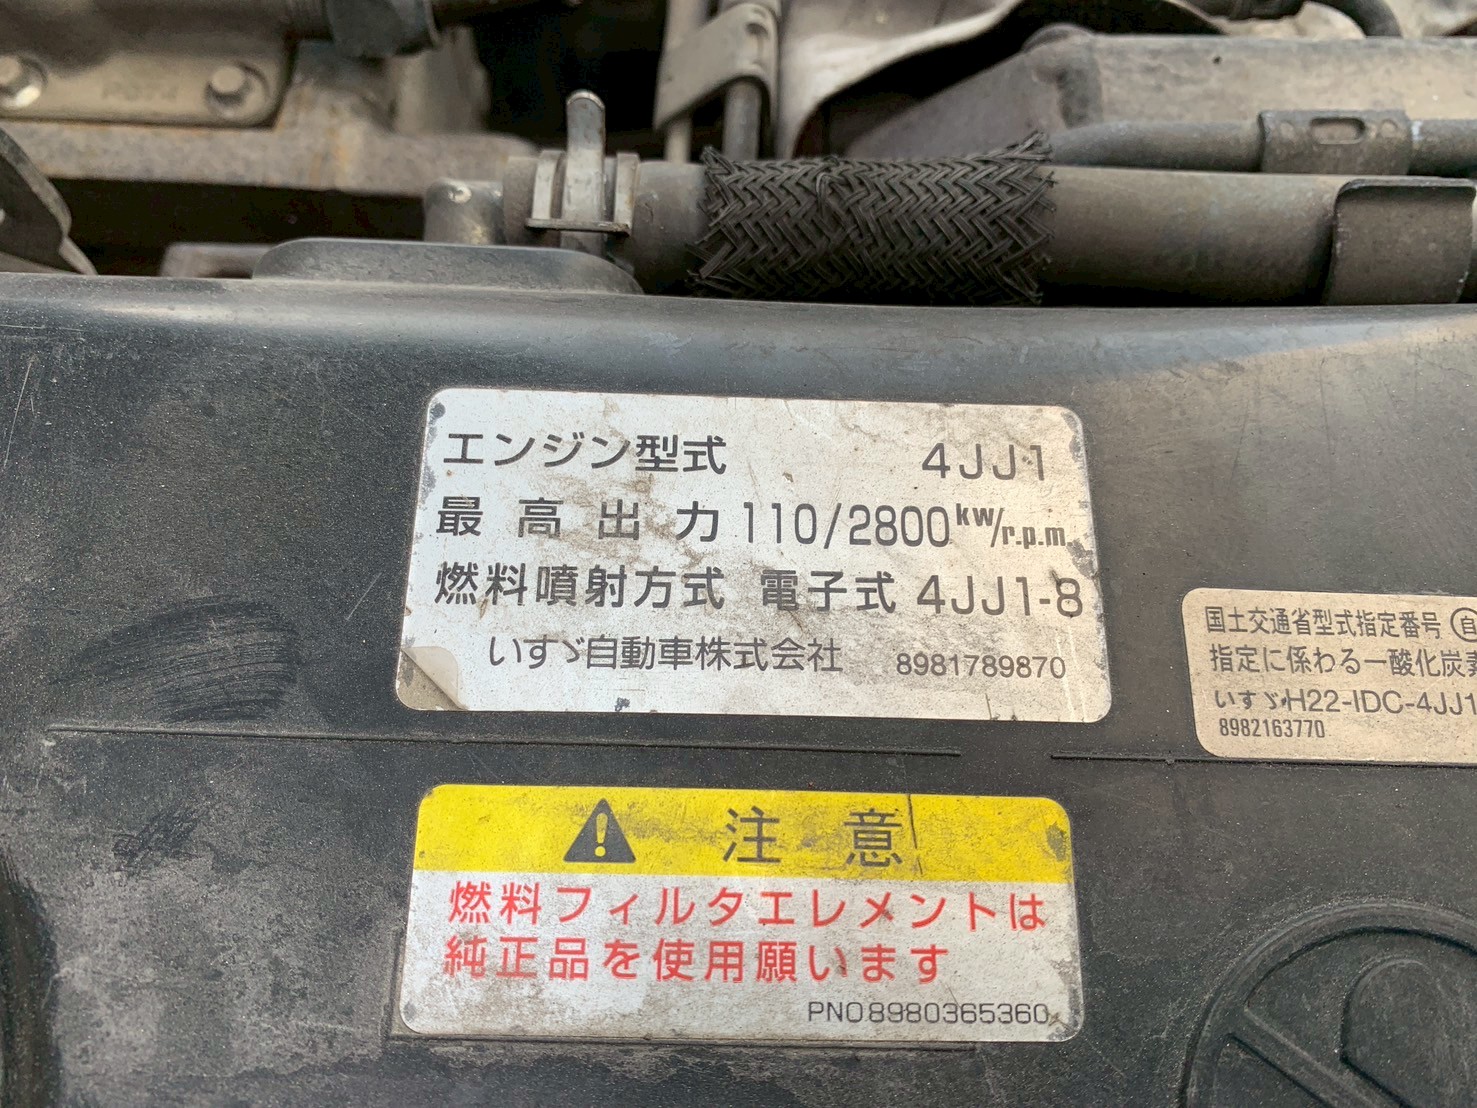 エンジン型式 4JJ1
最高出力 110/2800kW/r.p.m.
燃料噴射方式 電子式 4JJ1-8
いすゞ自動車株式会社 8981789870
国土交通省型式指定番号 自
指定に係わる一酸化炭素
いすゞH22-IDC-4JJ1
8982163770
注意
燃料フィルタエレメントは
純正品を使用願います
PNO8980365360